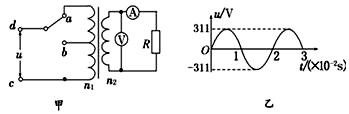 a
d
b
u
c
n₁
n₂
A
V
R
甲
u/V
311
O
-311
1
2
3
t/(×10⁻²s)
乙